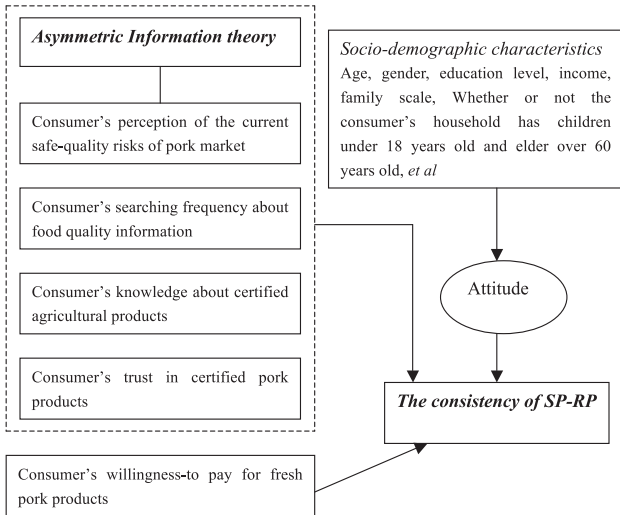 Asymmetric Information theory
Consumer's perception of the current
safe-quality risks of pork market
Consumer's searching frequency about
food quality information
Consumer's knowledge about certified
agricultural products
Consumer's trust in certified pork
products
Consumer's willingness-to pay for fresh
pork products
Socio-demographic characteristics
Age, gender, education level, income,
family scale, Whether or not the
consumer's household has children
under 18 years old and elder over 60
years old, et al
Attitude
The consistency of SP-RP